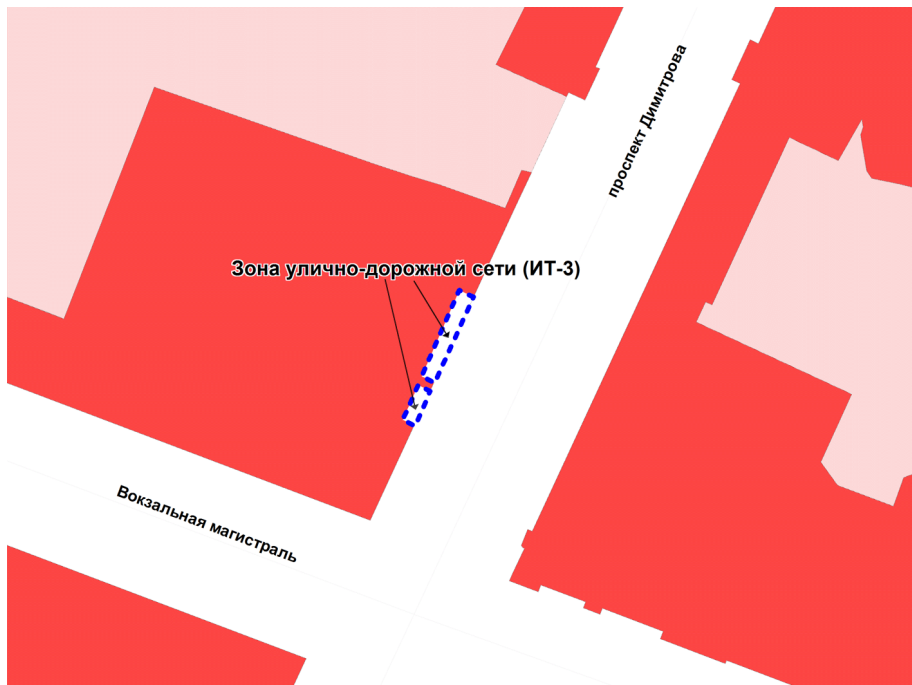 проспект Димитрова
Зона улично-дорожной сети (ИТ-3)
Вокзальная магистраль